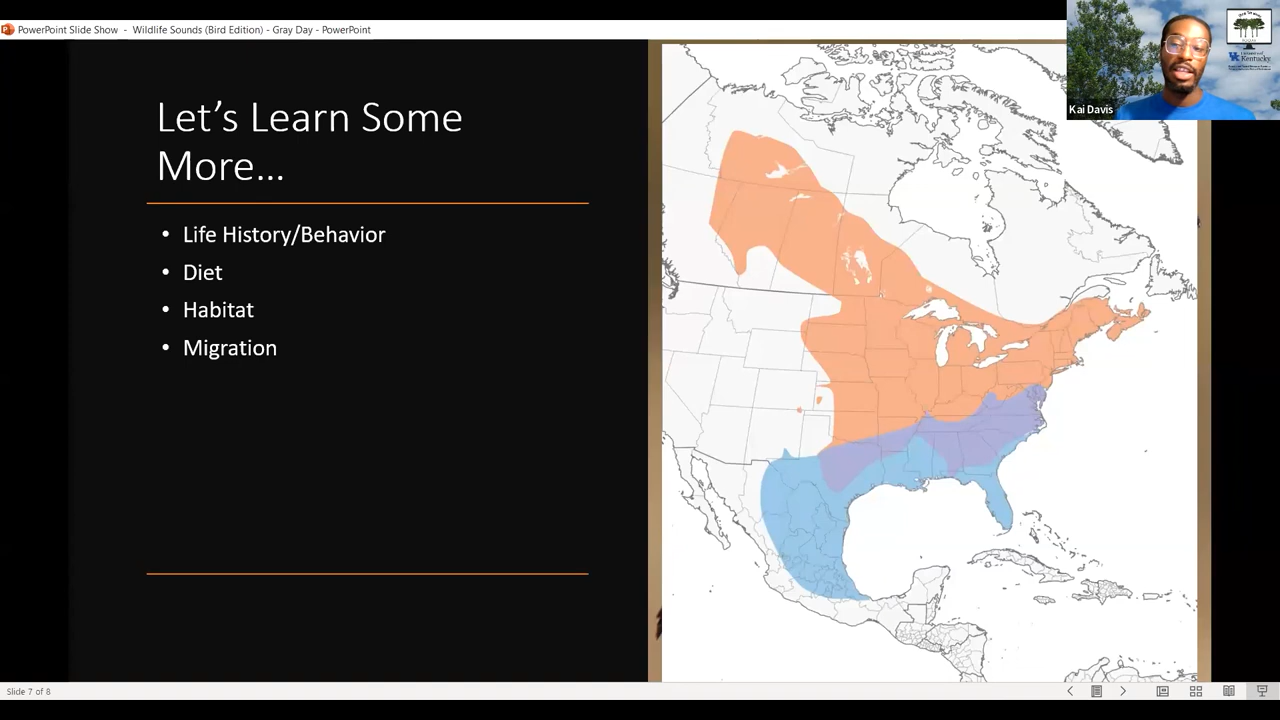 PowerPoint Slide Show - Wildlife Sounds (Bird Edition) - Gray Day - PowerPoint
Kentucky
Kai Davis
Let's Learn Some
More...
• Life History/Behavior
• Diet
• Habitat
• Migration
Slide 7 of 8